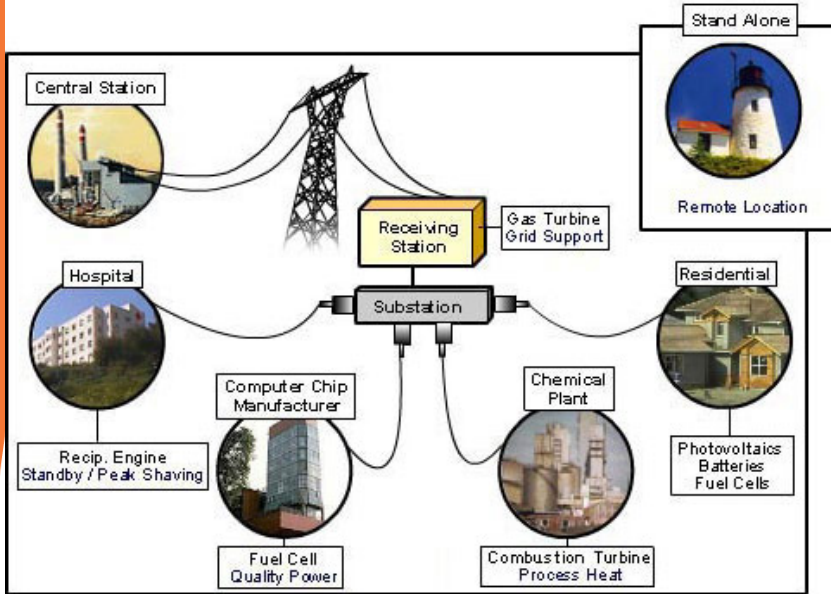 Stand Alone
Central Station
Remote Location
Receiving
Station
Gas Turbine
Grid Support
Hospital
Substation
Residential
Computer Chip
Manufacturer
Chemical
Plant
Recip. Engine
Standby / Peak Shaving
Photovoltaics
Batteries
Fuel Cells
Fuel Cell
Quality Power
Combustion Turbine
Process Heat